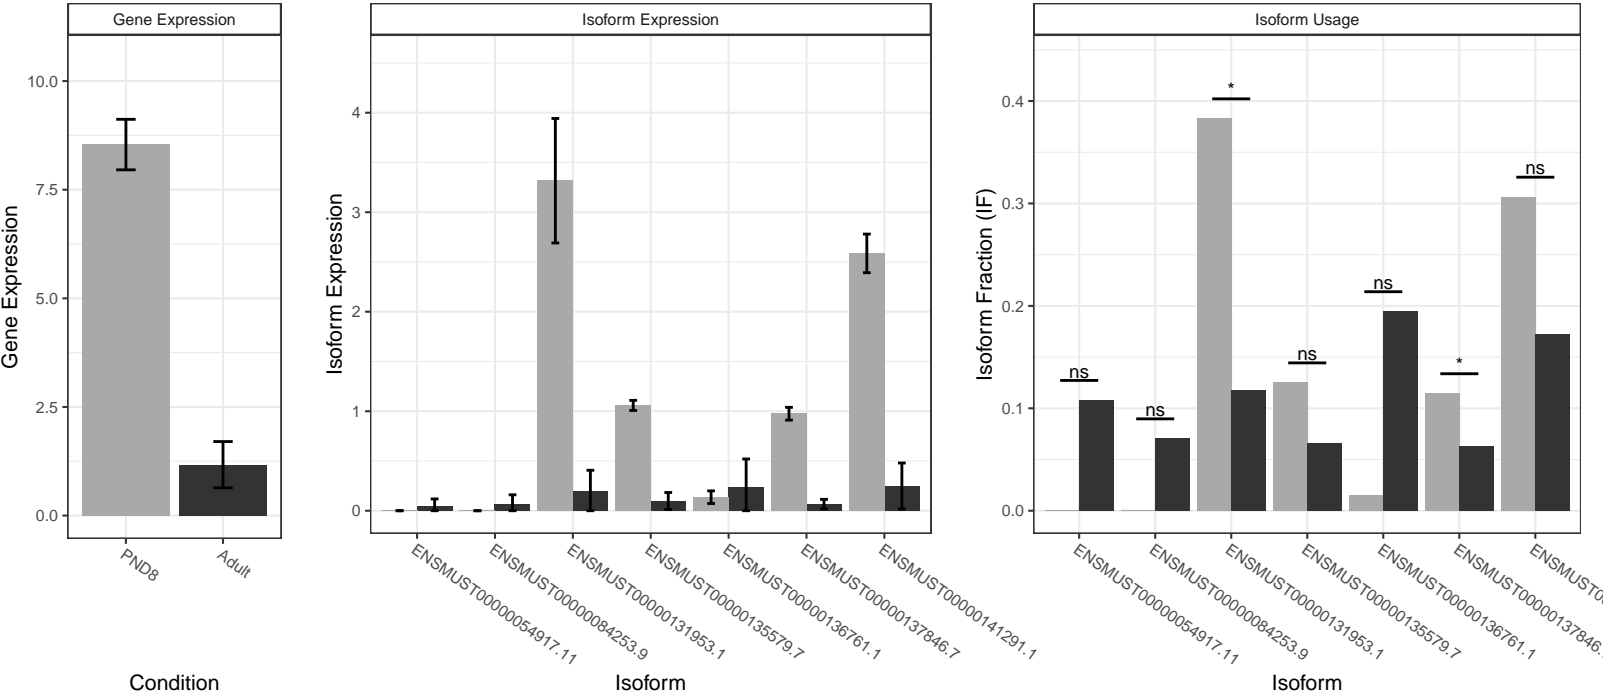 Gene Expression
Isoform Expression
Isoform Usage
Gene Expression
10.0
7.5
5.0
2.5
0.0
PND8
Adult
Condition
Isoform Expression
4
3
2
1
0
ENSMUST00000054917.11
ENSMUST00000084253.9
ENSMUST00000131953.1
ENSMUST00000135579.7
ENSMUST00000136761.1
ENSMUST00000137846.7
ENSMUST00000141291.1
Isoform
Isoform Fraction (IF)
0.4
0.3
0.2
0.1
0.0
ns
ns
*
ns
ns
*
ns
ENSMUST00000054917.11
ENSMUST00000084253.9
ENSMUST00000131953.1
ENSMUST00000135579.7
ENSMUST00000136761.1
ENSMUST00000137846.
Isoform